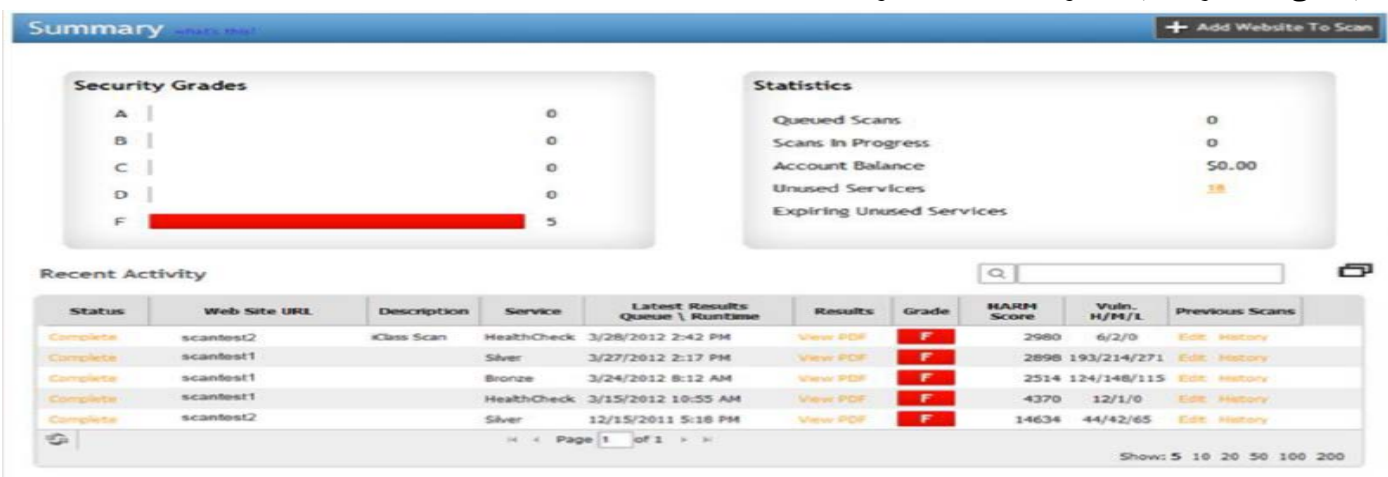 Summary what's this? + Add Website To Scan
Security Grades
A 0
B 0
C 0
D 0
F 5
Statistics
Queued Scans 0
Scans In Progress 0
Account Balance $0.00
Unused Services 18
Expiring Unused Services
Recent Activity
Status Web Site URL Description Service Latest Results Queue \ Runtime Results Grade HARM Score Vuln. H/M/L Previous Scans
Complete scantest2 iClass Scan HealthCheck 3/28/2012 2:42 PM View PDF F 2980 6/2/0 Edit History
Complete scantest1 Silver 3/27/2012 2:17 PM View PDF F 2898 193/214/271 Edit History
Complete scantest1 Bronze 3/24/2012 8:12 AM View PDF F 2514 124/148/115 Edit History
Complete scantest1 HealthCheck 3/15/2012 10:55 AM View PDF F 4370 12/1/0 Edit History
Complete scantest2 Silver 12/15/2011 5:18 PM View PDF F 14634 44/42/65 Edit History
Page 1 of 1
Show: 5 10 20 50 100 200